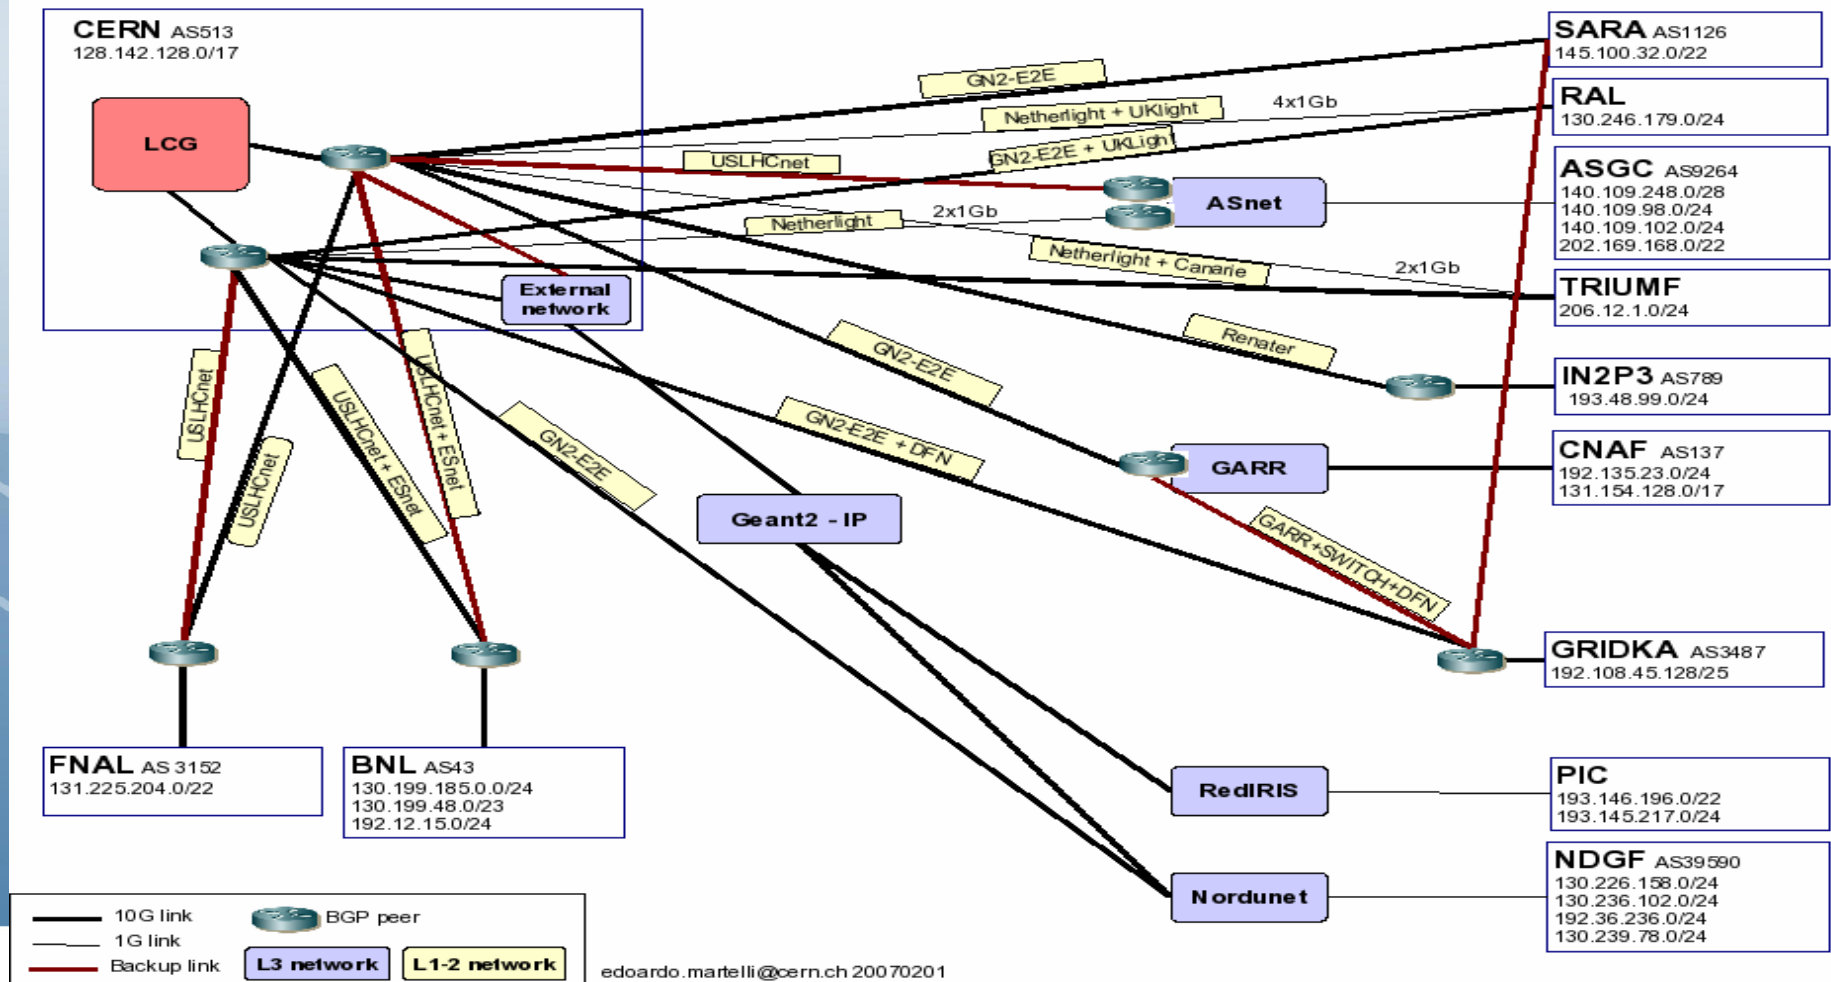 CERN AS513
128.142.128.0/17
LCG
External
network
GN2-E2E
Netherlight + UKlight
4x1Gb
GN2-E2E + UKLight
USLHCnet
Netherlight
2x1Gb
ASnet
Netherlight + Canarie
2x1Gb
Renater
GN2-E2E
GN2-E2E + DFN
GARR
GARR+SWITCH+DFN
USLHCnet
USLHCnet
USLHCnet + ESnet
USLHCnet + ESnet
GN2-E2E
Geant2 - IP
RedIRIS
Nordunet
SARA AS1126
145.100.32.0/22
RAL
130.246.179.0/24
ASGC AS9264
140.109.248.0/28
140.109.98.0/24
140.109.102.0/24
202.169.168.0/22
TRIUMF
206.12.1.0/24
IN2P3 AS789
193.48.99.0/24
CNAF AS137
192.135.23.0/24
131.154.128.0/17
GRIDKA AS3487
192.108.45.128/25
PIC
193.146.196.0/22
193.145.217.0/24
NDGF AS39590
130.226.158.0/24
130.236.102.0/24
192.36.236.0/24
130.239.78.0/24
FNAL AS 3152
131.225.204.0/22
BNL AS43
130.199.185.0.0/24
130.199.48.0/23
192.12.15.0/24
10G link
1G link
Backup link
BGP peer
L3 network
L1-2 network
edoardo.martelli@cern.ch 20070201